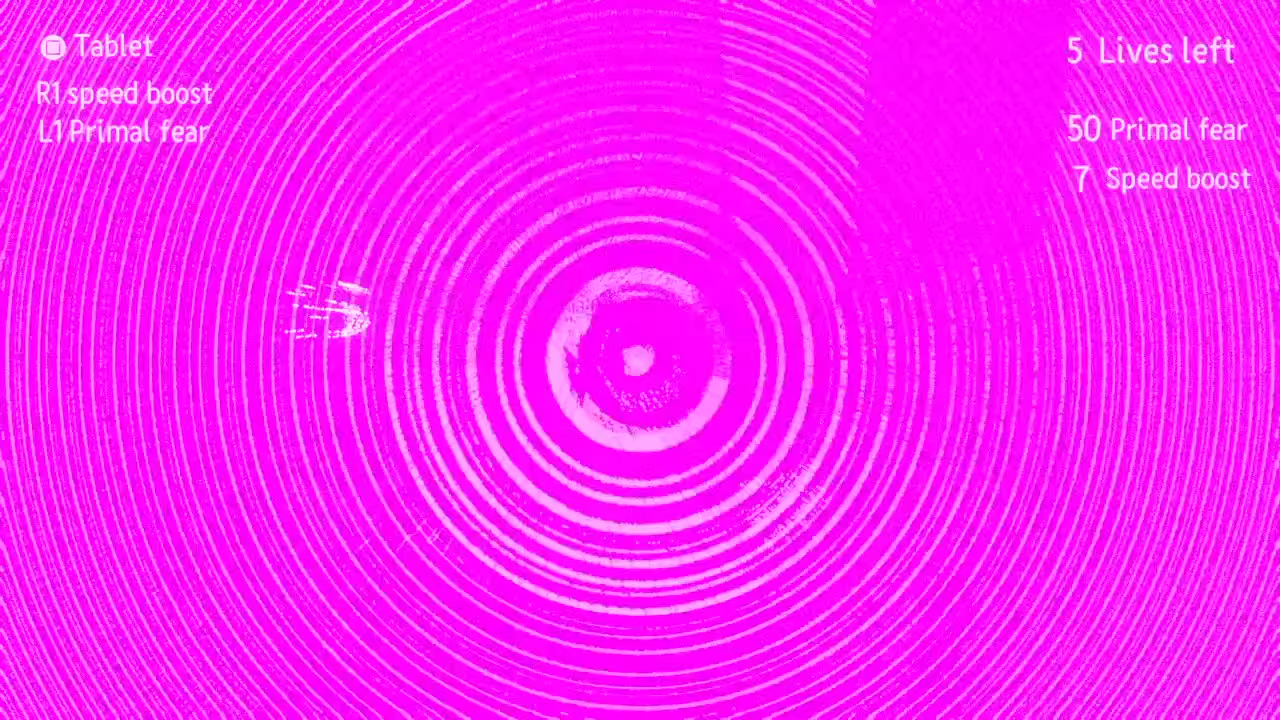 Tablet
R1 speed boost
L1 Primal fear
5 Lives left
50 Primal fear
7 Speed boost